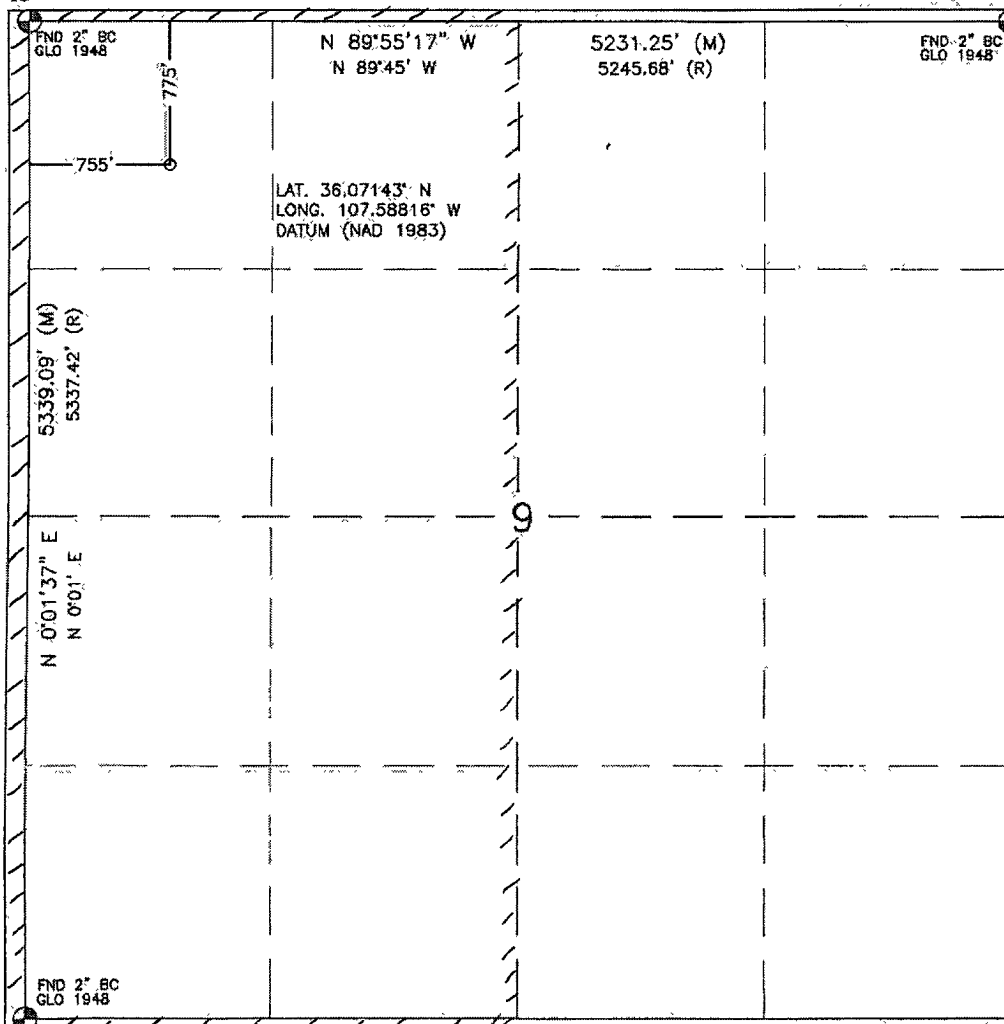 FND 2" BC
GLO 1948
775'
N 89°55'17" W
N 89°45' W
5231.25' (M)
5245.68' (R)
FND 2" BC
GLO 1948
755'
LAT. 36.07143° N
LONG. 107.58816° W
DATUM (NAD 1983)
5339.09' (M)
5337.42' (R)
9
N 0°01'37" E
N 0°01' E
FND 2" BC
GLO 1948